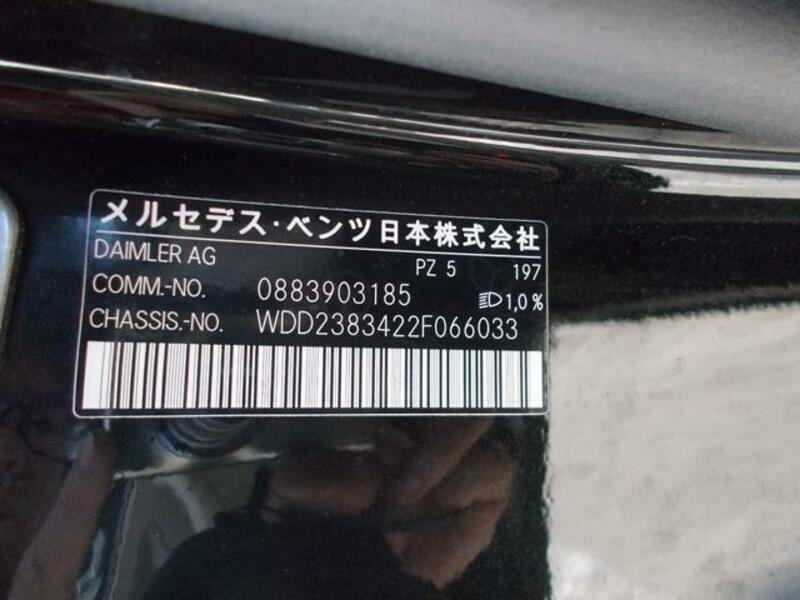 メルセデス・ベンツ日本株式会社
DAIMLER AG PZ 5 197
COMM.-NO. 0883903185 1,0 %
CHASSIS.-NO. WDD2383422F066033